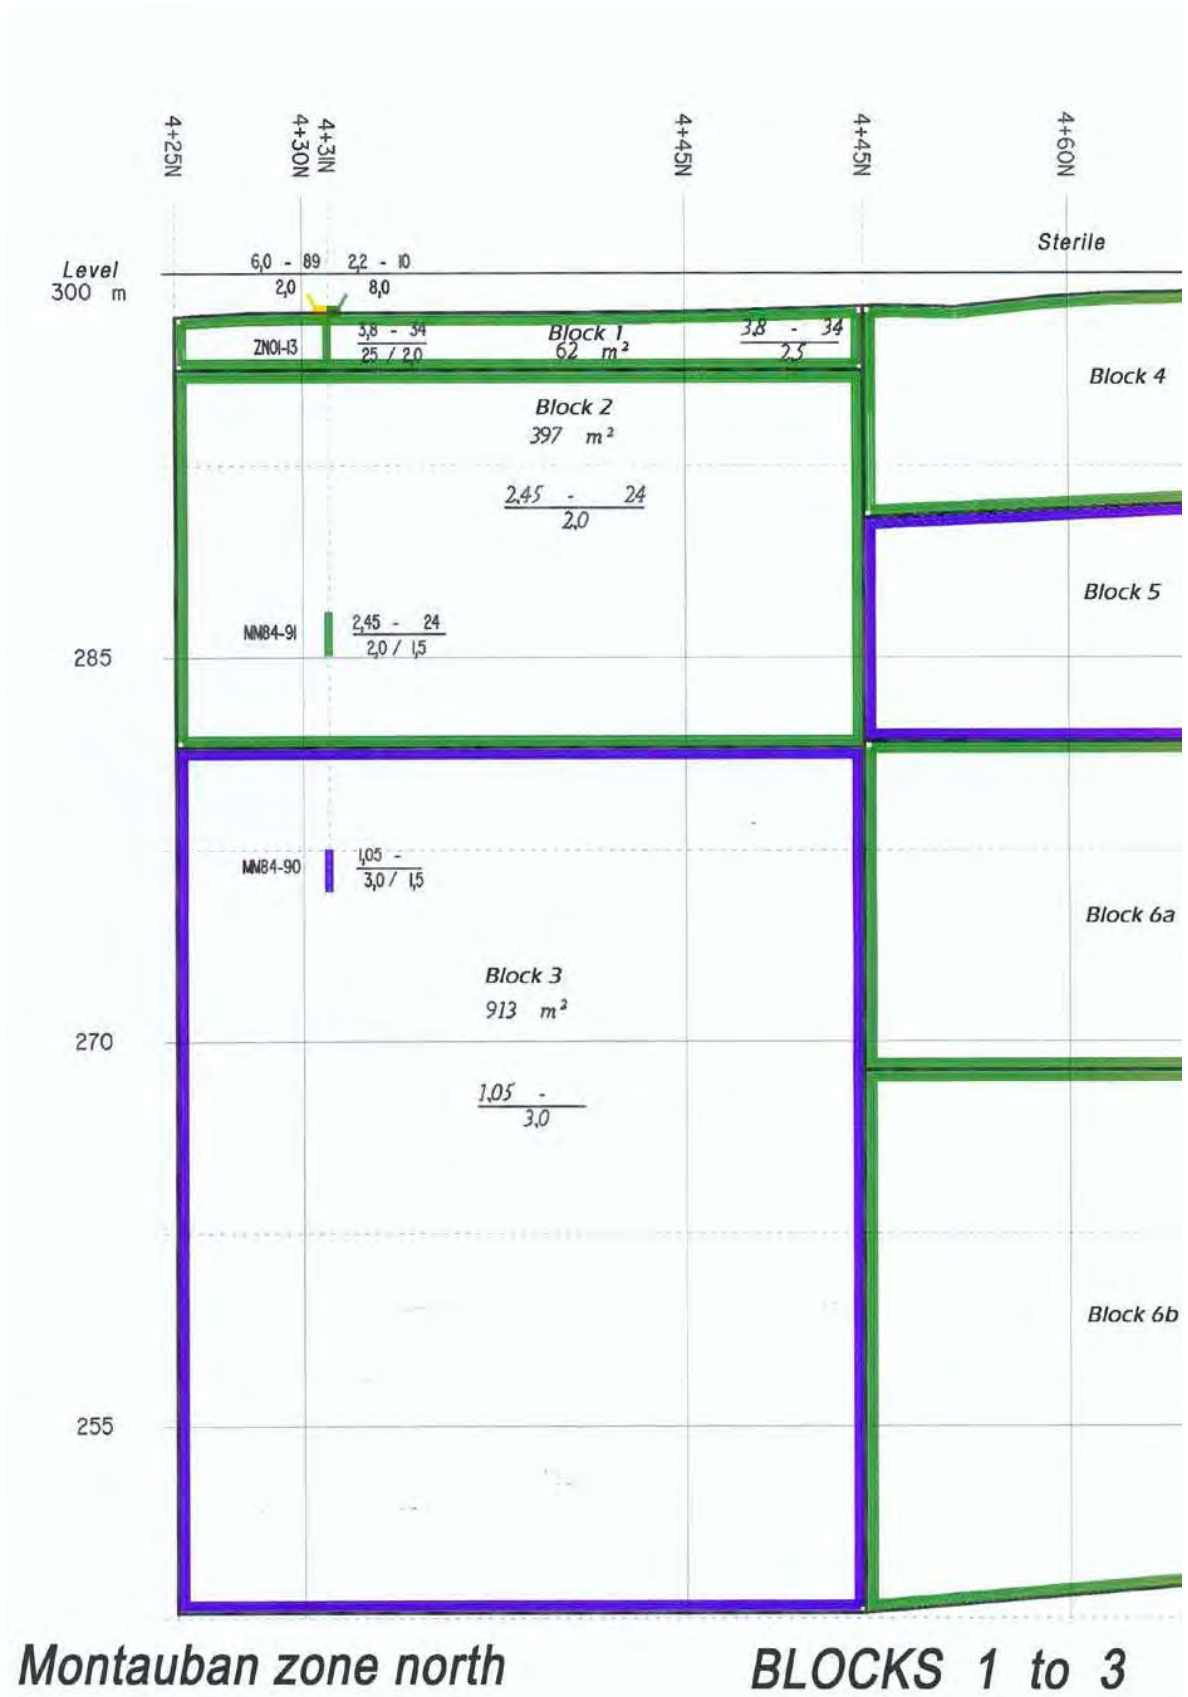 4+25N
4+30N
4+31N
4+45N
4+45N
4+60N
Sterile
Level
300 m
6,0 - 89 2,2 - 10
2,0 8,0
ZN01-13
3,8 - 34
25 / 2,0
Block 1
62 m²
3,8 - 34
2,5
Block 4
Block 2
397 m²
2,45 - 24
2,0
Block 5
NM84-91
2,45 - 24
2,0 / 1,5
285
MM84-90
1,05 -
3,0 / 1,5
Block 6a
Block 3
913 m²
270
1,05 -
3,0
Block 6b
255
Montauban zone north
BLOCKS 1 to 3